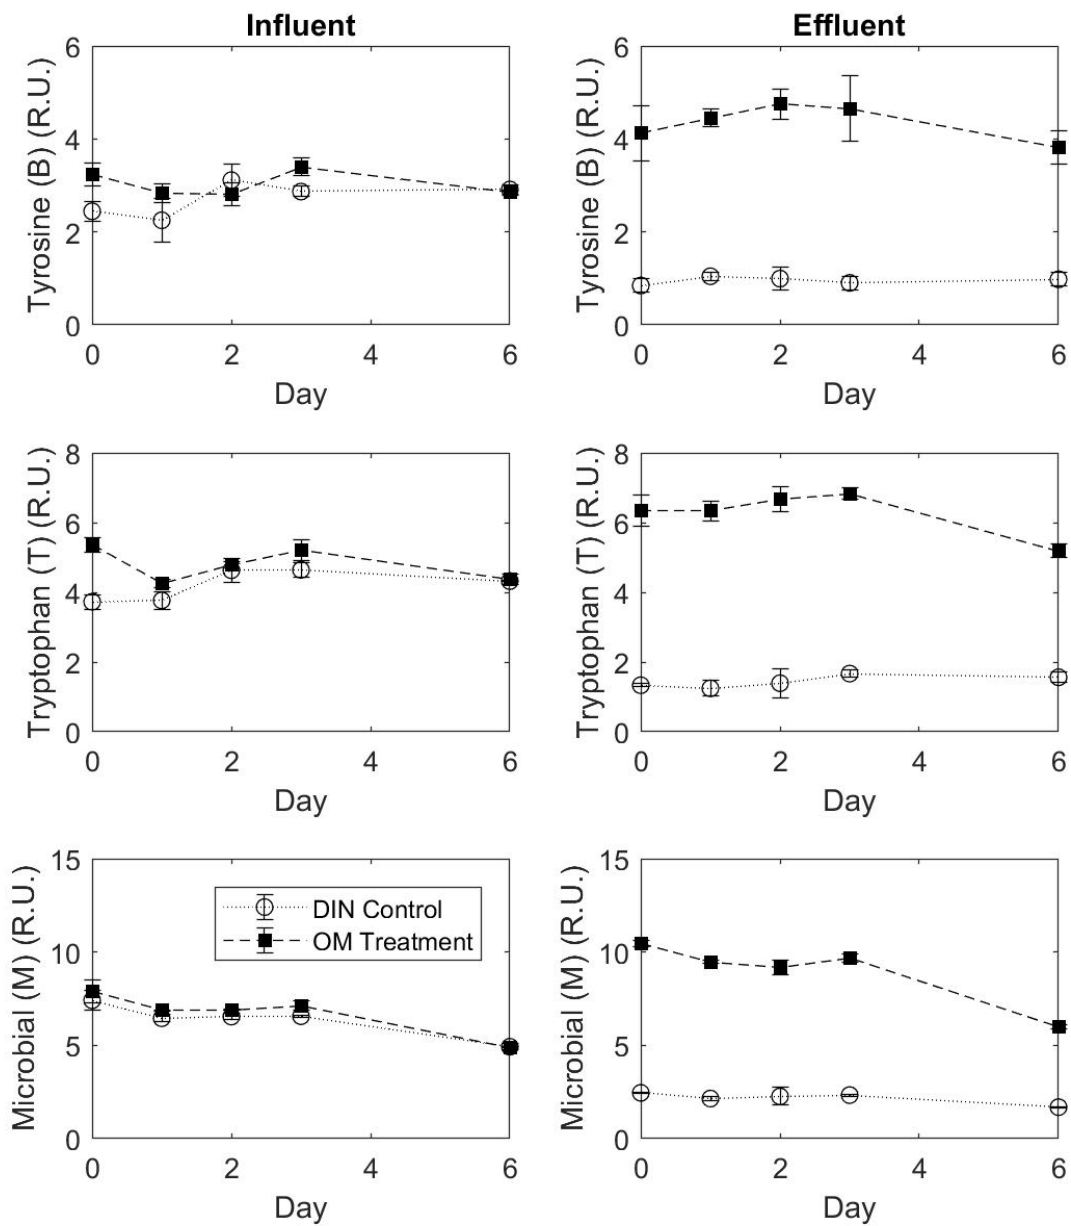 Influent
Effluent
Tyrosine (B) (R.U.)
6
4
2
0
0 2 4 6
Day
Tyrosine (B) (R.U.)
6
4
2
0
0 2 4 6
Day
Tryptophan (T) (R.U.)
8
6
4
2
0
0 2 4 6
Day
Tryptophan (T) (R.U.)
8
6
4
2
0
0 2 4 6
Day
Microbial (M) (R.U.)
15
10
5
0
DIN Control
OM Treatment
0 2 4 6
Day
Microbial (M) (R.U.)
15
10
5
0
0 2 4 6
Day